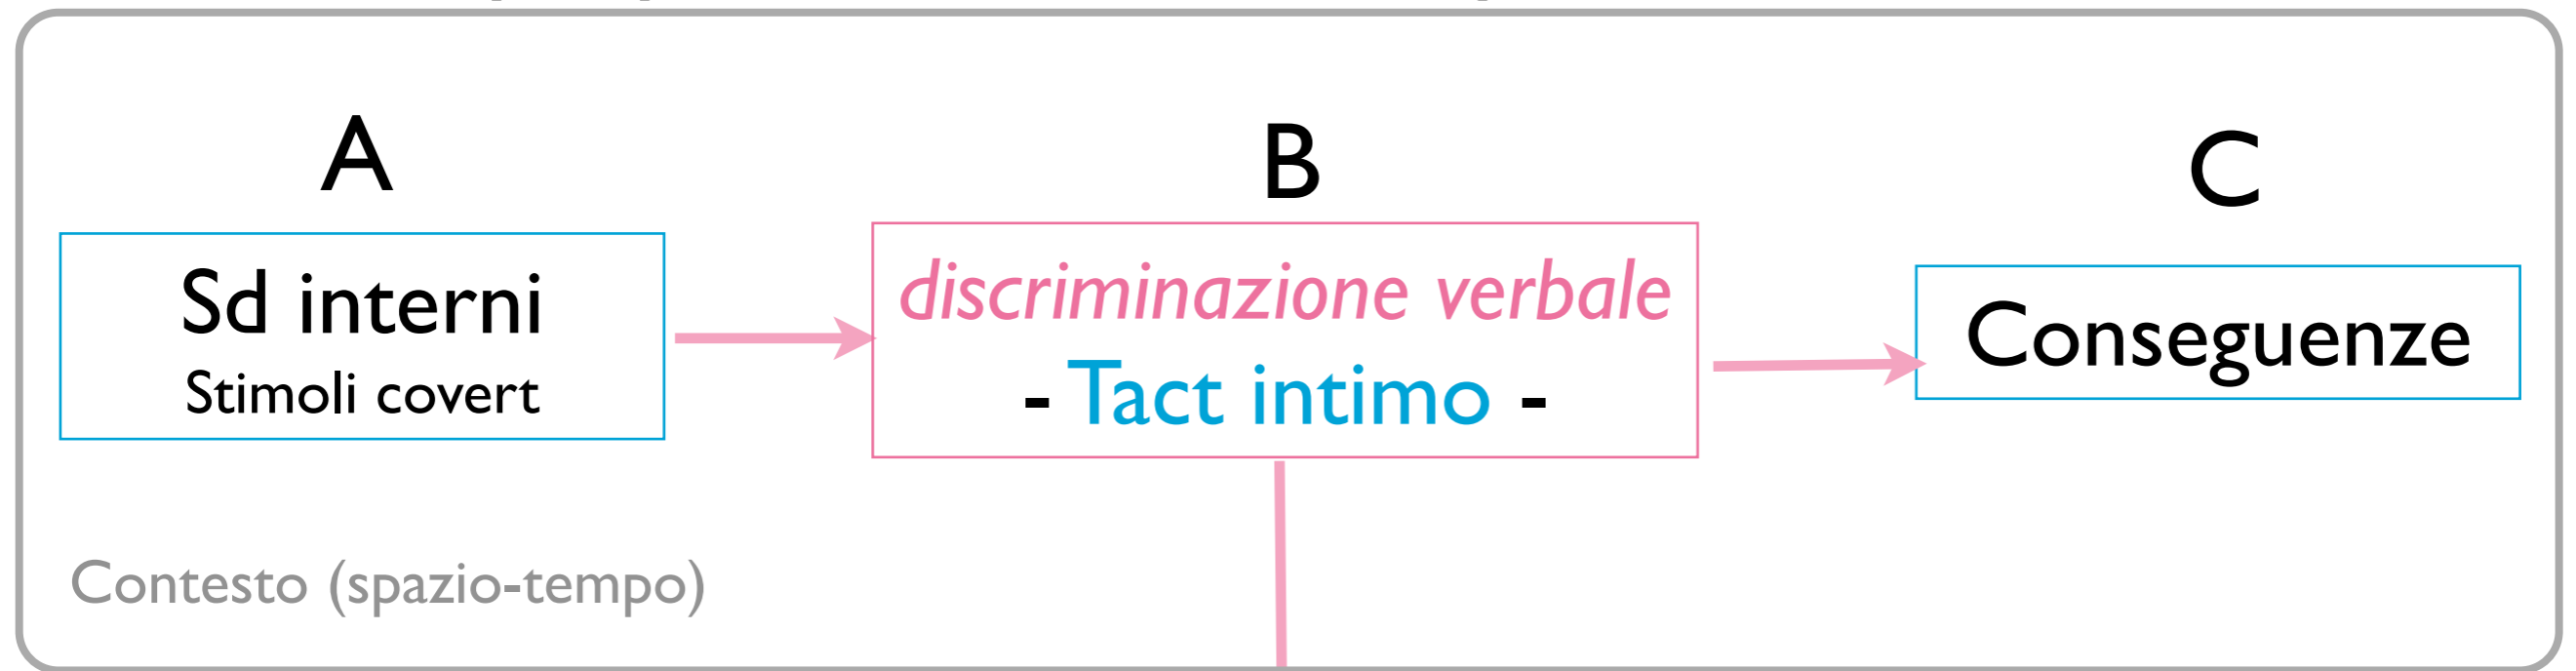 A
B
C
Sd interni
Stimoli covert
discriminazione verbale
- Tact intimo -
Conseguenze
Contesto (spazio-tempo)